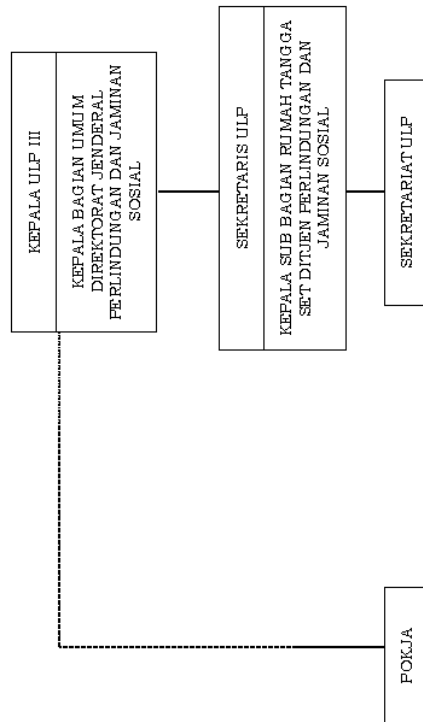 KEPALA ULP III
KEPALA BAGIAN UMUM
DIREKTORAT JENDERAL
PERLINDUNGAN DAN JAMINAN
SOSIAL
SEKRETARIS ULP
KEPALA SUB BAGIAN RUMAH TANGGA
SET DITJEN PERLINDUNGAN DAN
JAMINAN SOSIAL
POKJA
SEKRETARIAT ULP